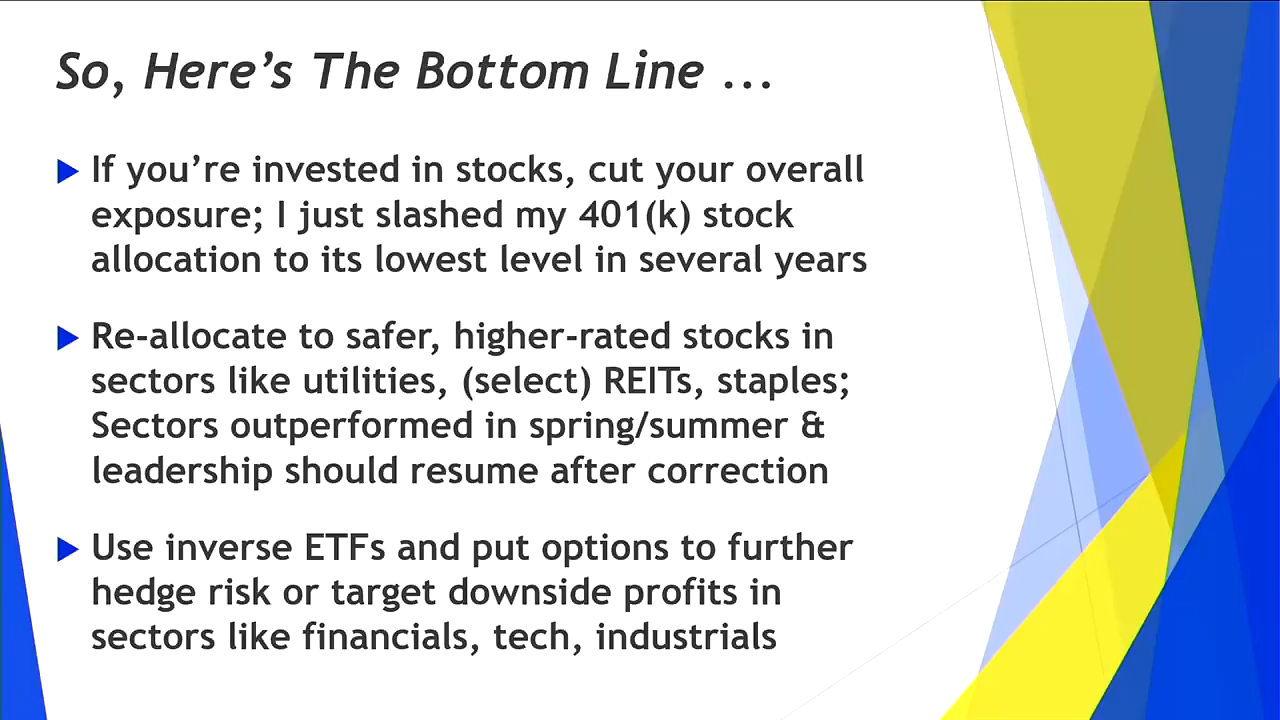 So, Here’s The Bottom Line ...
If you’re invested in stocks, cut your overall
exposure; I just slashed my 401(k) stock
allocation to its lowest level in several years
Re-allocate to safer, higher-rated stocks in
sectors like utilities, (select) REITs, staples;
Sectors outperformed in spring/summer &
leadership should resume after correction
Use inverse ETFs and put options to further
hedge risk or target downside profits in
sectors like financials, tech, industrials